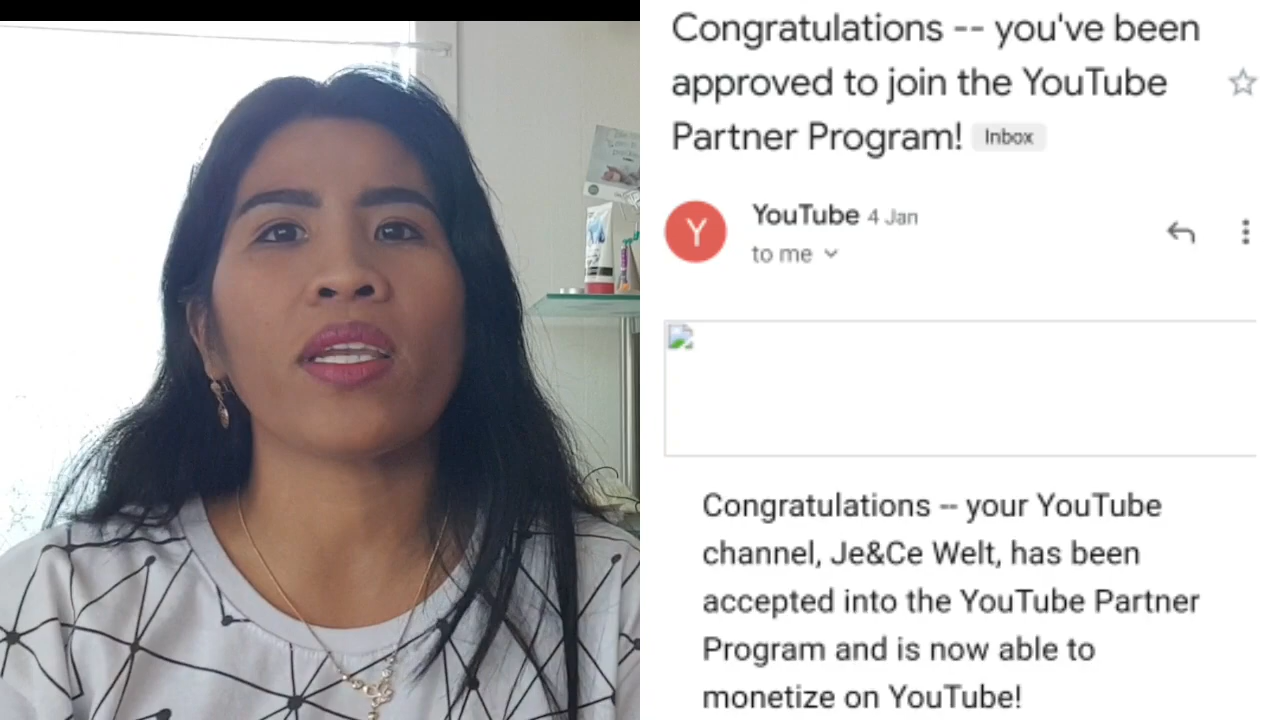 Congratulations -- you've been
approved to join the YouTube
Partner Program! Inbox
Y
YouTube 4 Jan
to me
Congratulations -- your YouTube
channel, Je&Ce Welt, has been
accepted into the YouTube Partner
Program and is now able to
monetize on YouTube!